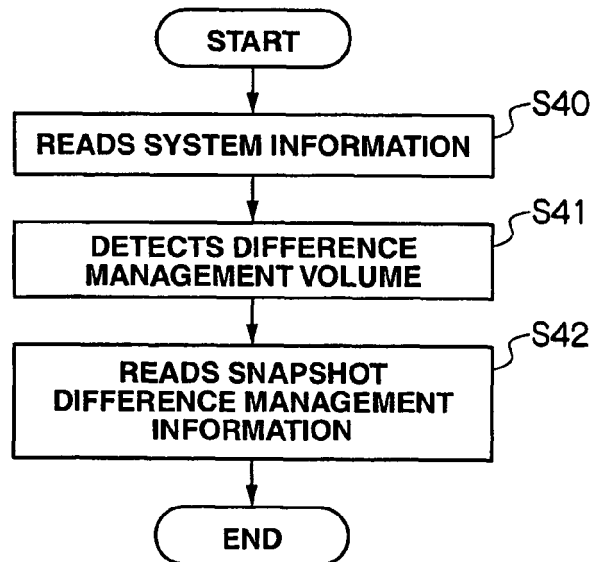 START
S40
READS SYSTEM INFORMATION
S41
DETECTS DIFFERENCE
MANAGEMENT VOLUME
S42
READS SNAPSHOT
DIFFERENCE MANAGEMENT
INFORMATION
END